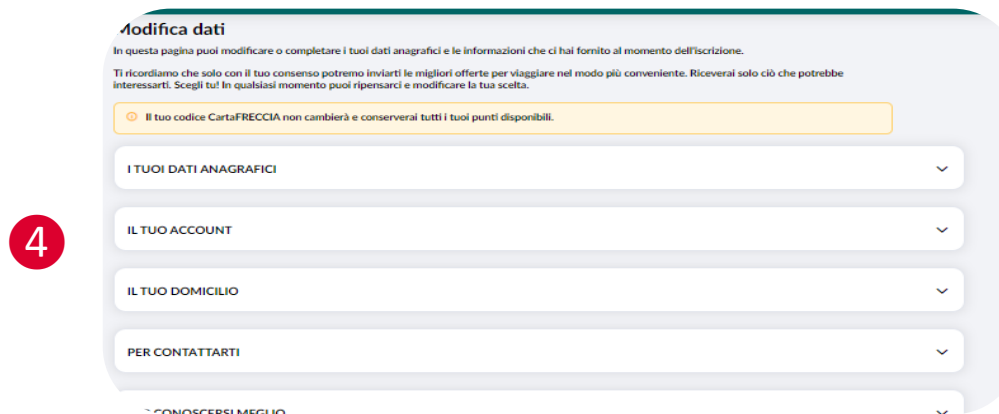 Modifica dati
In questa pagina puoi modificare o completare i tuoi dati anagrafici e le informazioni che ci hai fornito al momento dell'iscrizione.
Ti ricordiamo che solo con il tuo consenso potremo inviarti le migliori offerte per viaggiare nel modo più conveniente. Riceverai solo ciò che potrebbe
interessarti. Scegli tu! In qualsiasi momento puoi ripensarci e modificare la tua scelta.
Il tuo codice CartaFRECCIA non cambierà e conserverai tutti i tuoi punti disponibili.
I TUOI DATI ANAGRAFICI
4
IL TUO ACCOUNT
IL TUO DOMICILIO
PER CONTATTARTI
CONOSCERSI MEGLIO